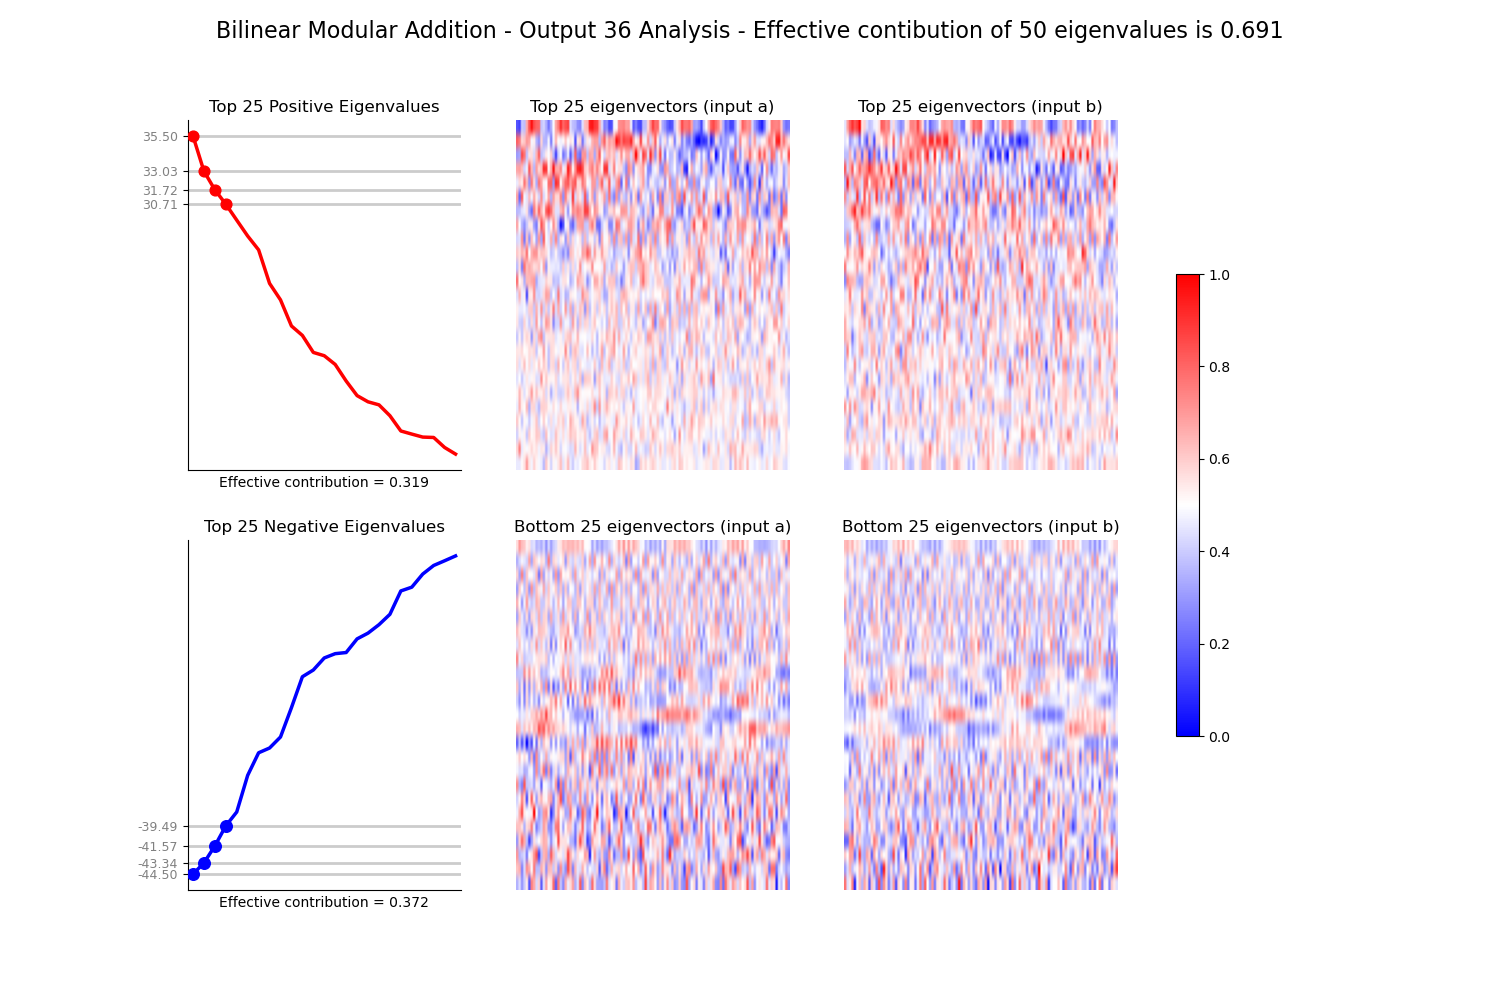 Bilinear Modular Addition - Output 36 Analysis - Effective contibution of 50 eigenvalues is 0.691
Top 25 Positive Eigenvalues
Top 25 eigenvectors (input a)
Top 25 eigenvectors (input b)
35.50
33.03
31.72
30.71
Effective contribution = 0.319
1.0
0.8
0.6
0.4
0.2
0.0
Top 25 Negative Eigenvalues
Bottom 25 eigenvectors (input a)
Bottom 25 eigenvectors (input b)
-39.49
-41.57
-43.34
-44.50
Effective contribution = 0.372